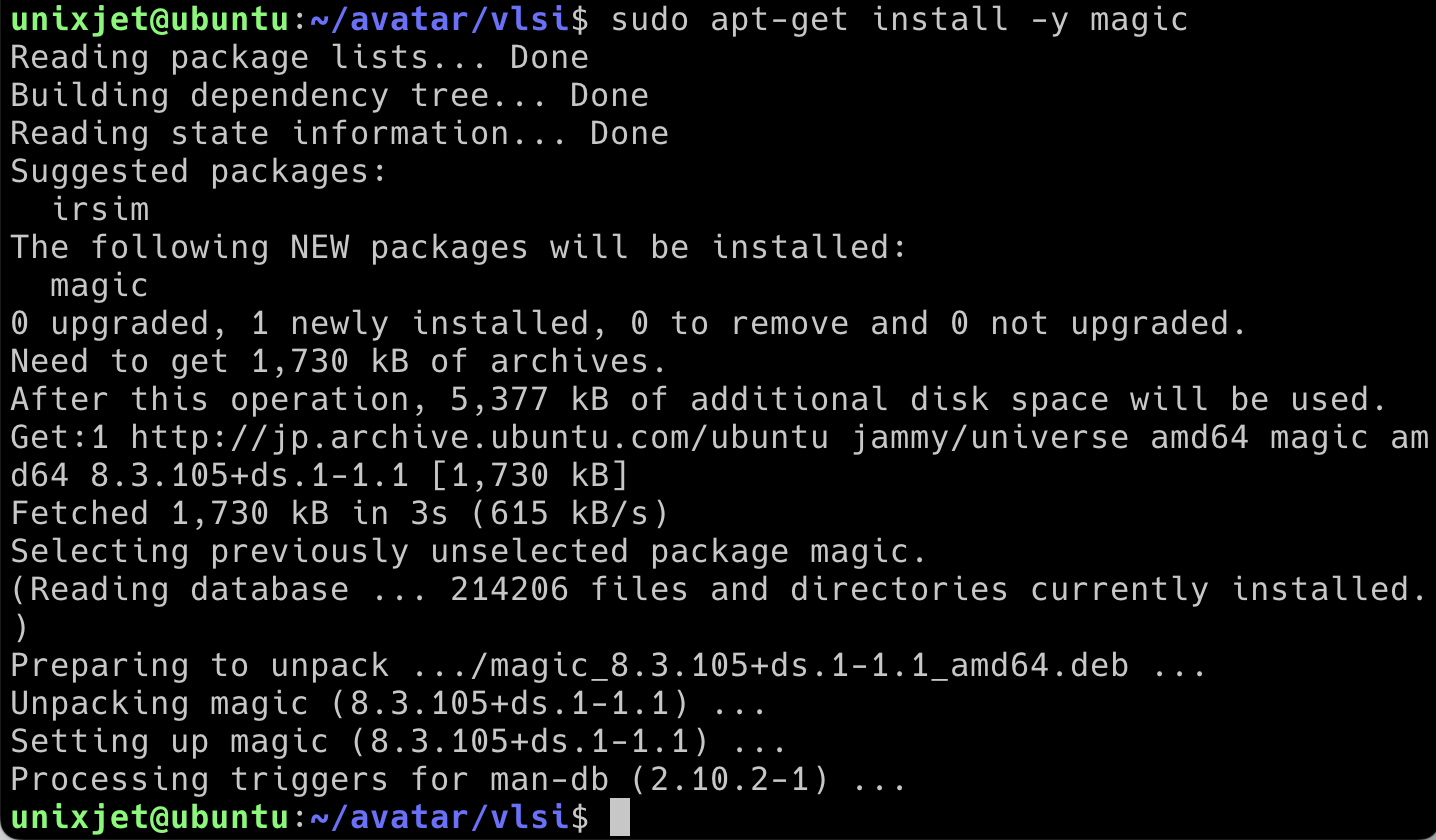 unixjet@ubuntu:~/avatar/vlsi$ sudo apt-get install -y magic
Reading package lists... Done
Building dependency tree... Done
Reading state information... Done
Suggested packages:
  irsim
The following NEW packages will be installed:
  magic
0 upgraded, 1 newly installed, 0 to remove and 0 not upgraded.
Need to get 1,730 kB of archives.
After this operation, 5,377 kB of additional disk space will be used.
Get:1 http://jp.archive.ubuntu.com/ubuntu jammy/universe amd64 magic am
d64 8.3.105+ds.1-1.1 [1,730 kB]
Fetched 1,730 kB in 3s (615 kB/s)
Selecting previously unselected package magic.
(Reading database ... 214206 files and directories currently installed.
)
Preparing to unpack .../magic_8.3.105+ds.1-1.1_amd64.deb ...
Unpacking magic (8.3.105+ds.1-1.1) ...
Setting up magic (8.3.105+ds.1-1.1) ...
Processing triggers for man-db (2.10.2-1) ...
unixjet@ubuntu:~/avatar/vlsi$